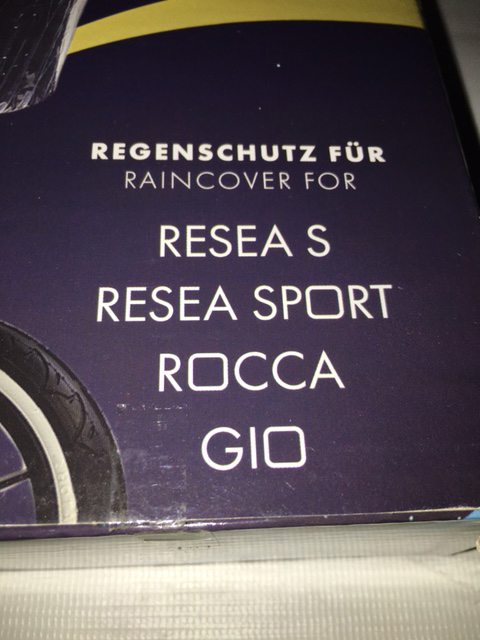 REGENSCHUTZ FÜR
RAINCOVER FOR
RESEA S
RESEA SPORT
ROCCA
GIO